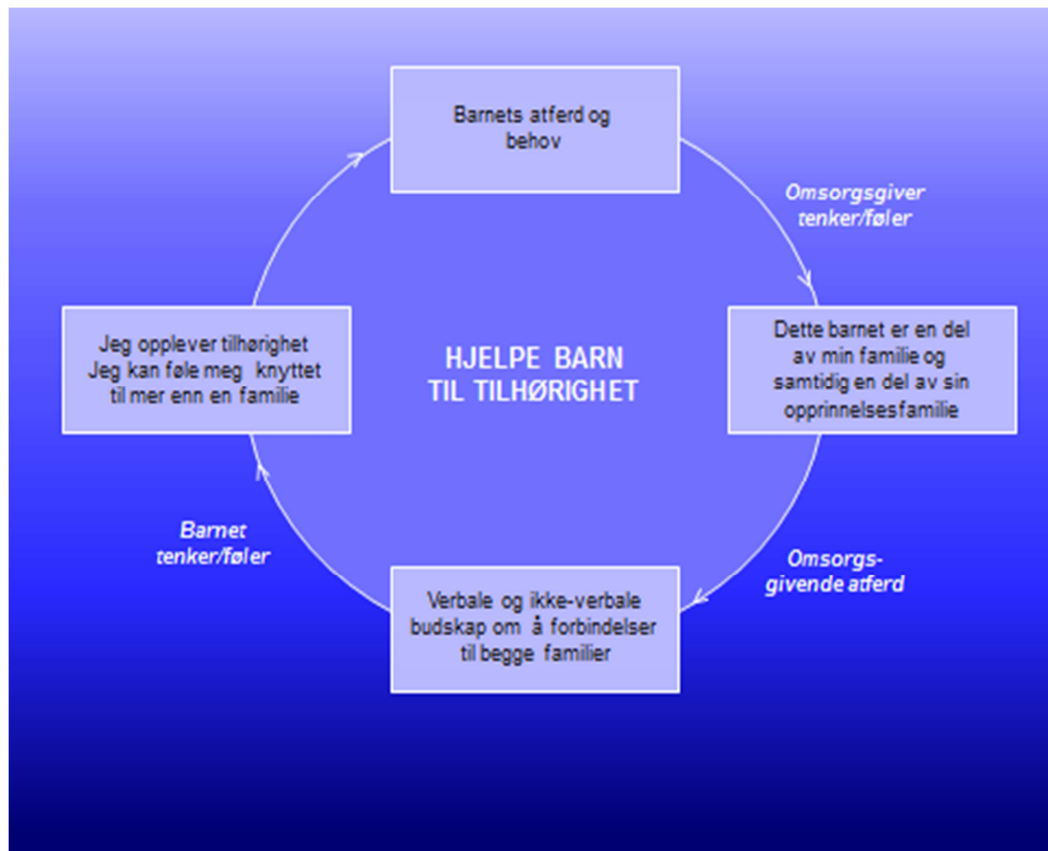 Barnets atferd og
behov
Omsorgsgiver
tenker/føler
Dette barnet er en del
av min familie og
samtidig en del av sin
opprinnelsesfamilie
Omsorgs-
givende atferd
Verbale og ikke-verbale
budskap om å forbindelser
til begge familier
Barnet
tenker/føler
Jeg opplever tilhørighet
Jeg kan føle meg knyttet
til mer enn en familie
HJELPE BARN
TIL TILHØRIGHET